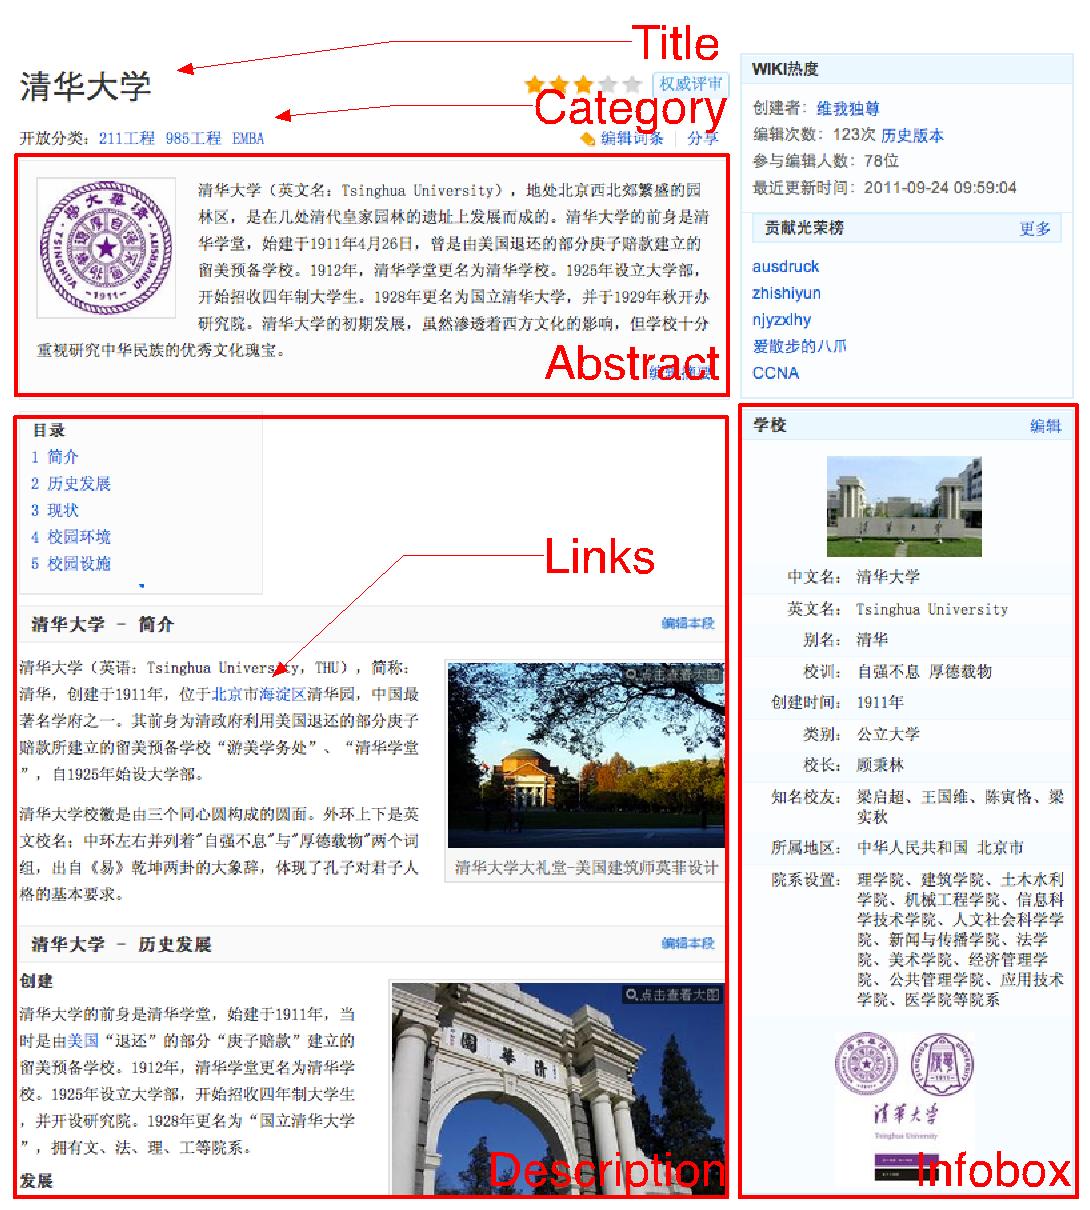 Title
清华大学
权威评审
Category
开放分类: 211工程 985工程 EMBA
编辑词条 | 分享
清华大学（英文名: Tsinghua University），地处北京西北郊繁盛的园
林区，是在几处清代皇家园林的遗址上发展而成的。清华大学的前身是清
华学堂，始建于1911年4月26日，曾是由美国退还的部分庚子赔款建立的
留美预备学校。1912年，清华学堂更名为清华学校。1925年设立大学部，
开始招收四年制大学生。1928年更名为国立清华大学，并于1929年秋开办
研究院。清华大学的初期发展，虽然渗透着西方文化的影响，但学校十分
重视研究中华民族的优秀文化瑰宝。
TSINGHUA UNIVERSITY
-1911-
Abstract
目录
1 简介
2 历史发展
3 现状
4 校园环境
5 校园设施
Links
清华大学 - 简介
编辑本段
清华大学（英语: Tsinghua University, THU），简称:
清华，创建于1911年，位于北京市海淀区清华园，中国最
著名学府之一。其前身为清政府利用美国退还的部分庚子
赔款所建立的留美预备学校“游美学务处”、“清华学堂
”，自1925年始设大学部。
清华大学校徽是由三个同心圆构成的圆面。外环上下是英
文校名; 中环左右并列着"自强不息"与"厚德载物"两个词
组，出自《易》乾坤两卦的大象辞，体现了孔子对君子人
格的基本要求。
点击查看大图
清华大学大礼堂-美国建筑师莫菲设计
清华大学 - 历史发展
编辑本段
创建
清华大学的前身是清华学堂，始建于1911年，当
时是由美国“退还”的部分“庚子赔款”建立的
留美预备学校。1912年，清华学堂更名为清华学
校。1925年设立大学部，开始招收四年制大学生
，并开设研究院。1928年更名为“国立清华大学
”，拥有文、法、理、工等院系。
发展
点击查看大图
園華清
Description
WIKI热度
创建者: 维我独尊
编辑次数: 123次 历史版本
参与编辑人数: 78位
最近更新时间: 2011-09-24 09:59:04
贡献光荣榜
更多
ausdruck
zhishiyun
njyzxlhy
爱散步的八爪
CCNA
学校
编辑
清华大学
中文名: 清华大学
英文名: Tsinghua University
别名: 清华
校训: 自强不息 厚德载物
创建时间: 1911年
类别: 公立大学
校长: 顾秉林
知名校友: 梁启超、王国维、陈寅恪、梁
实秋
所属地区: 中华人民共和国 北京市
院系设置: 理学院、建筑学院、土木水利
学院、机械工程学院、信息科
学技术学院、人文社会科学学
院、新闻与传播学院、法学
院、美术学院、经济管理学
院、公共管理学院、应用技术
学院、医学院等院系
清華大学
Tsinghua University
Infobox